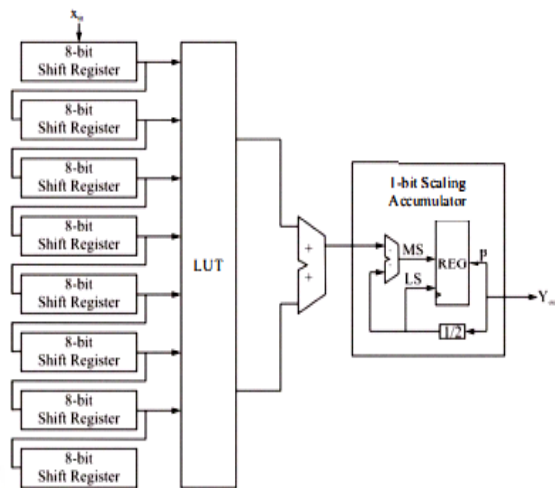 X_in
8-bit
Shift Register
8-bit
Shift Register
8-bit
Shift Register
8-bit
Shift Register
8-bit
Shift Register
8-bit
Shift Register
8-bit
Shift Register
8-bit
Shift Register
LUT
+
+
1-bit Scaling
Accumulator
MS
REG
P
LS
1/2